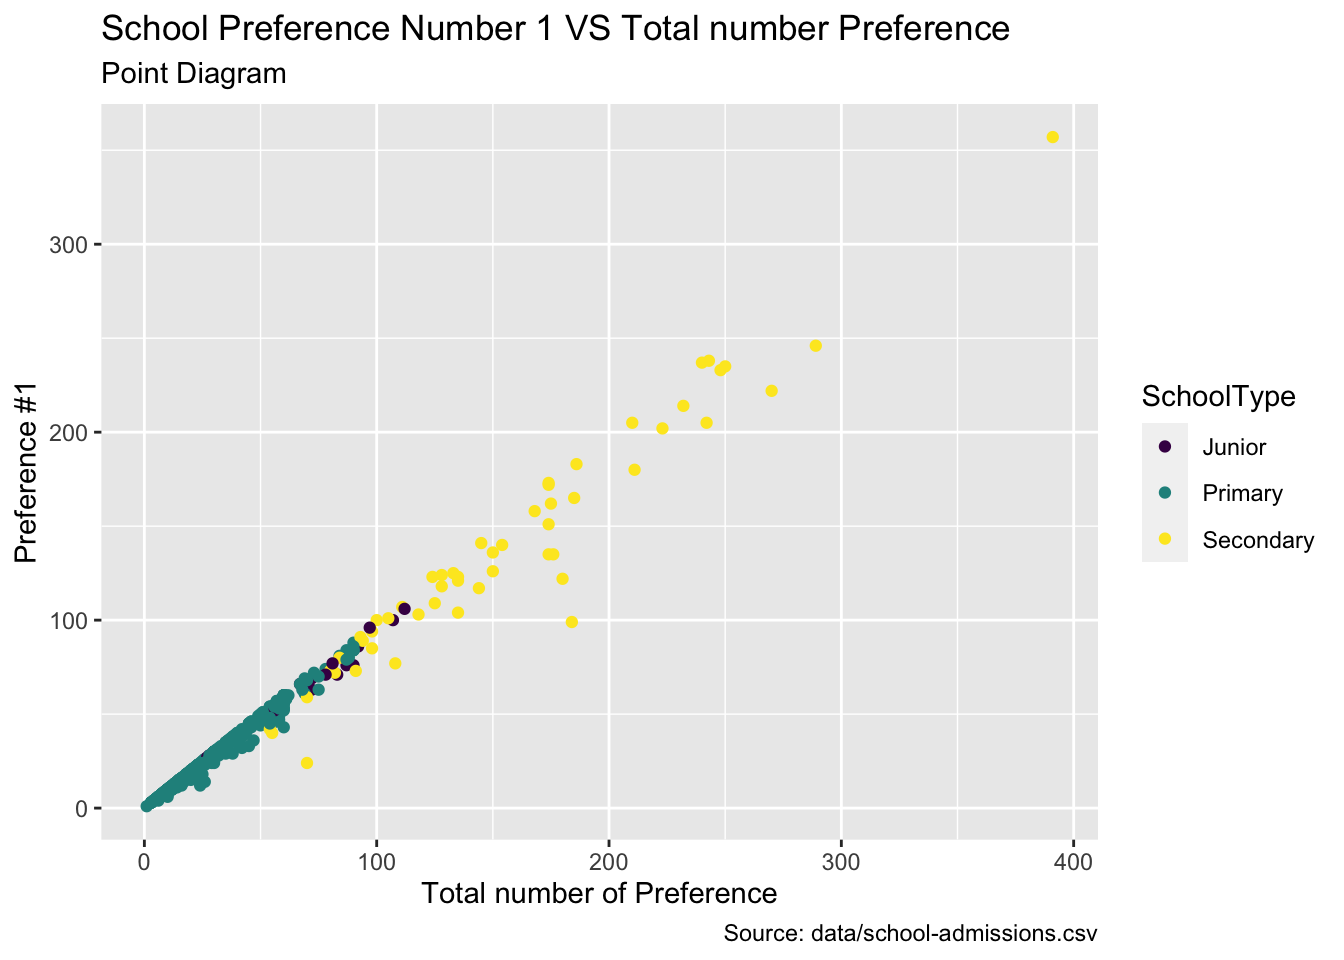 School Preference Number 1 VS Total number Preference
Point Diagram
Preference #1
300
200
100
0
0 100 200 300 400
Total number of Preference
SchoolType
Junior
Primary
Secondary
Source: data/school-admissions.csv